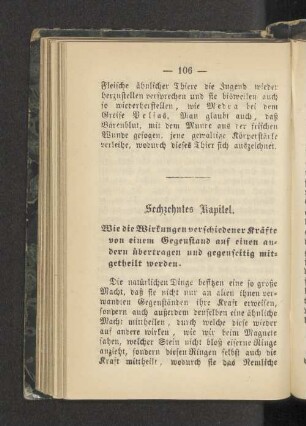 — 106 —
Fleische ähnlicher Thiere die Jugend wieder
herzustellen versprechen und sie bisweilen auch
so wiederherstellen, wie Medea bei dem
Greise Pelias. Man glaubt auch, daß
Bärenblut, mit dem Munde aus der frischen
Wunde gesogen, jene gewaltige Körperstärke
verleihe, wodurch dieses Thier sich auszeichnet.
Sechzehntes Kapitel.
Wie die Wirkungen verschiedener Kräfte
von einem Gegenstand auf einen an-
dern übertragen und gegenseitig mit-
getheilt werden.
Die natürlichen Dinge besitzen eine so große
Macht, daß sie nicht nur an allen ihnen ver-
wandten Gegenständen ihre Kraft erweisen,
sondern auch außerdem denselben eine ähnliche
Macht mittheilen, durch welche diese wieder
auf andere wirken, wie wir beim Magnete
sahen, welcher Stein nicht bloß eiserne Ringe
anzieht, sondern diesen Ringen selbst auch die
Kraft mittheilt, wodurch sie das Nemliche